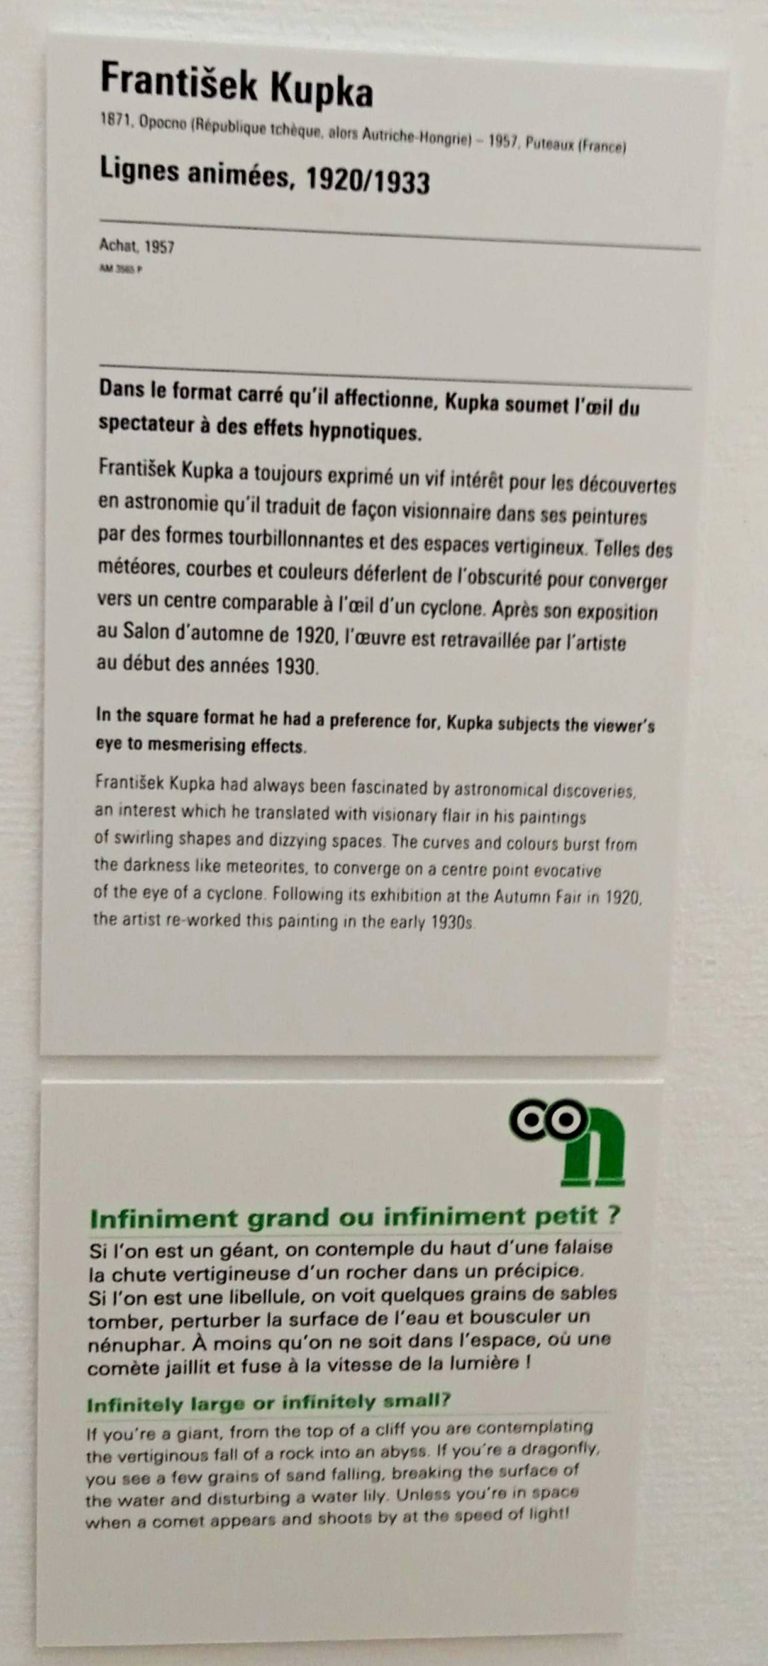 František Kupka
1871, Opocno (République tchèque, alors Autriche-Hongrie) – 1957, Puteaux (France)
Lignes animées, 1920/1933
Achat, 1957
AM 3565 P
Dans le format carré qu'il affectionne, Kupka soumet l'œil du
spectateur à des effets hypnotiques.
František Kupka a toujours exprimé un vif intérêt pour les découvertes
en astronomie qu'il traduit de façon visionnaire dans ses peintures
par des formes tourbillonnantes et des espaces vertigineux. Telles des
météores, courbes et couleurs déferlent de l'obscurité pour converger
vers un centre comparable à l'œil d'un cyclone. Après son exposition
au Salon d'automne de 1920, l'œuvre est retravaillée par l'artiste
au début des années 1930.
In the square format he had a preference for, Kupka subjects the viewer's
eye to mesmerising effects.
František Kupka had always been fascinated by astronomical discoveries,
an interest which he translated with visionary flair in his paintings
of swirling shapes and dizzying spaces. The curves and colours burst from
the darkness like meteorites, to converge on a centre point evocative
of the eye of a cyclone. Following its exhibition at the Autumn Fair in 1920,
the artist re-worked this painting in the early 1930s.
Infiniment grand ou infiniment petit ?
Si l'on est un géant, on contemple du haut d'une falaise
la chute vertigineuse d'un rocher dans un précipice.
Si l'on est une libellule, on voit quelques grains de sables
tomber, perturber la surface de l'eau et bousculer un
nénuphar. À moins qu'on ne soit dans l'espace, où une
comète jaillit et fuse à la vitesse de la lumière !
Infinitely large or infinitely small?
If you're a giant, from the top of a cliff you are contemplating
the vertiginous fall of a rock into an abyss. If you're a dragonfly,
you see a few grains of sand falling, breaking the surface of
the water and disturbing a water lily. Unless you're in space
when a comet appears and shoots by at the speed of light!